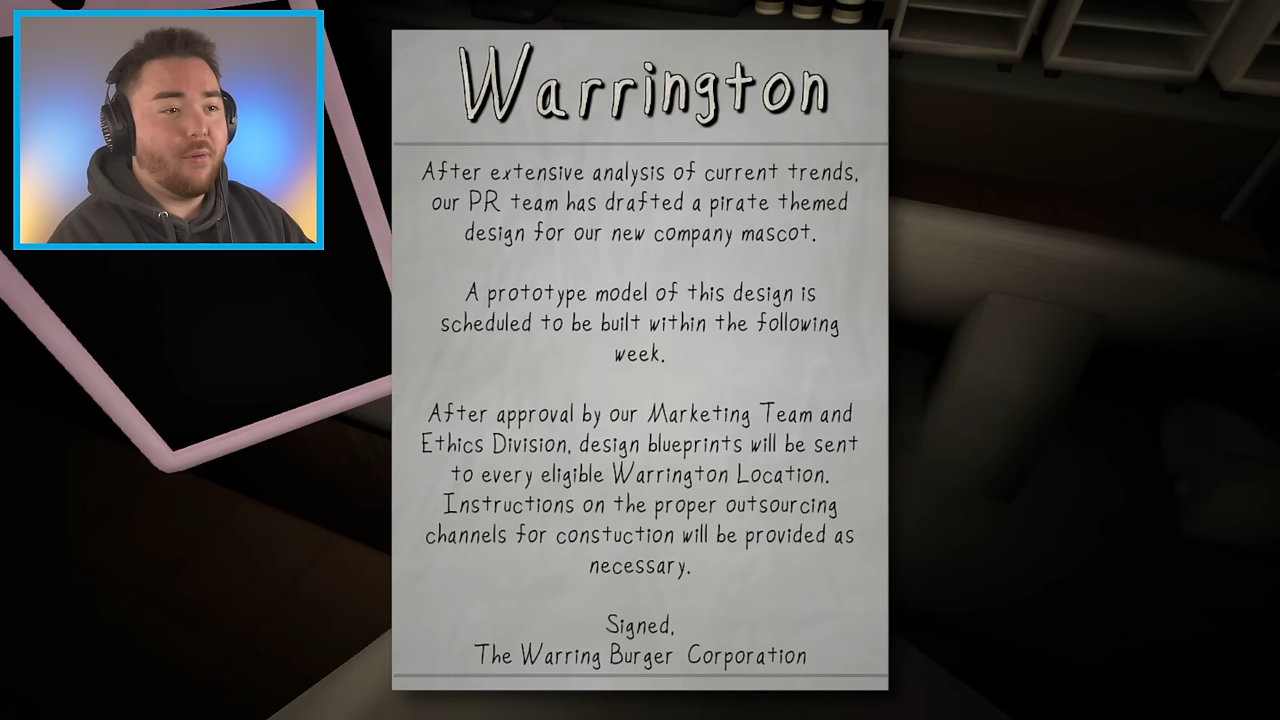 Warrington
After extensive analysis of current trends,
our PR team has drafted a pirate themed
design for our new company mascot.
A prototype model of this design is
scheduled to be built within the following
week.
After approval by our Marketing Team and
Ethics Division, design blueprints will be sent
to every eligible Warrington Location.
Instructions on the proper outsourcing
channels for constuction will be provided as
necessary.
Signed,
The Warring Burger Corporation